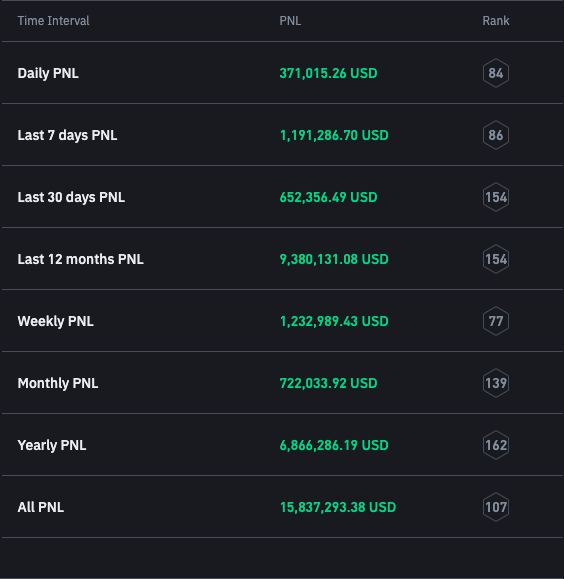 Time Interval PNL Rank
Daily PNL 371,015.26 USD 84
Last 7 days PNL 1,191,286.70 USD 86
Last 30 days PNL 652,356.49 USD 154
Last 12 months PNL 9,380,131.08 USD 154
Weekly PNL 1,232,989.43 USD 77
Monthly PNL 722,033.92 USD 139
Yearly PNL 6,866,286.19 USD 162
All PNL 15,837,293.38 USD 107